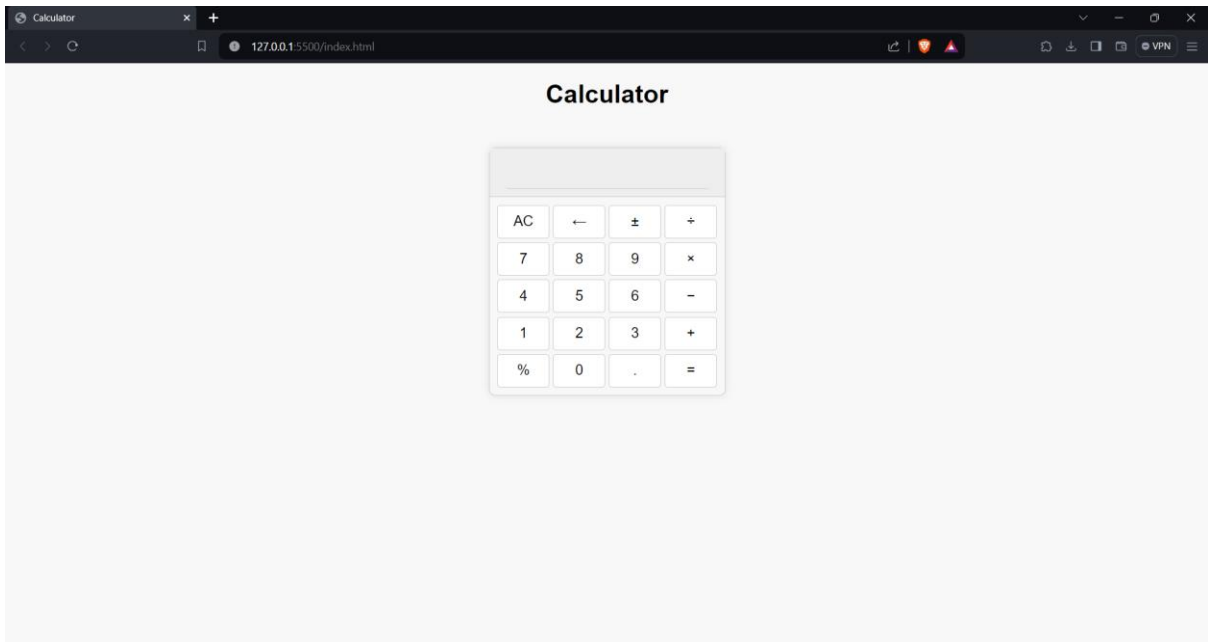 Calculator
127.0.0.1:5500/index.html
VPN
Calculator
AC ← ± ÷
7 8 9 ×
4 5 6 −
1 2 3 +
% 0 . =